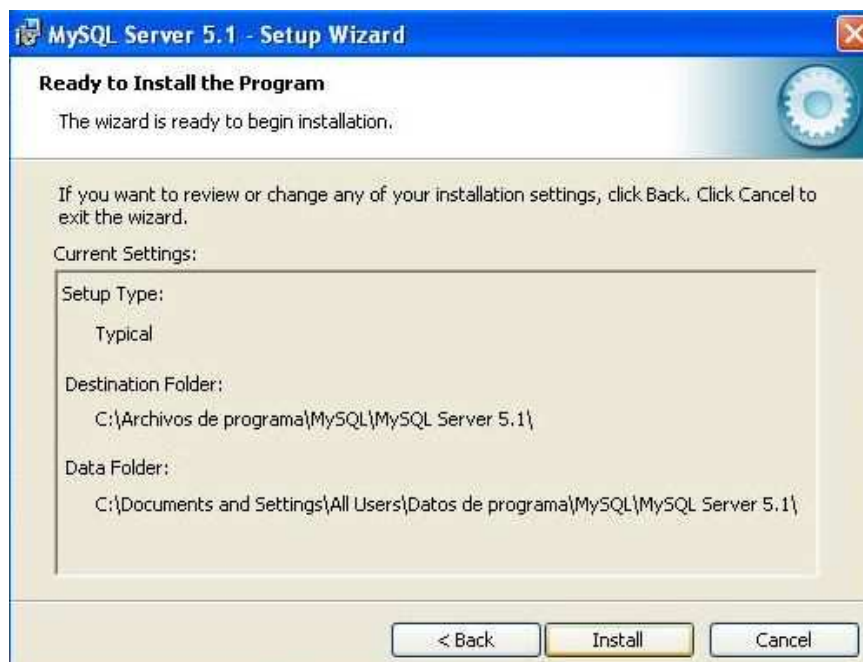 MySQL Server 5.1 - Setup Wizard
Ready to Install the Program
The wizard is ready to begin installation.
If you want to review or change any of your installation settings, click Back. Click Cancel to
exit the wizard.
Current Settings:
Setup Type:
Typical
Destination Folder:
C:\Archivos de programa\MySQL\MySQL Server 5.1\
Data Folder:
C:\Documents and Settings\All Users\Datos de programa\MySQL\MySQL Server 5.1\
< Back Install Cancel